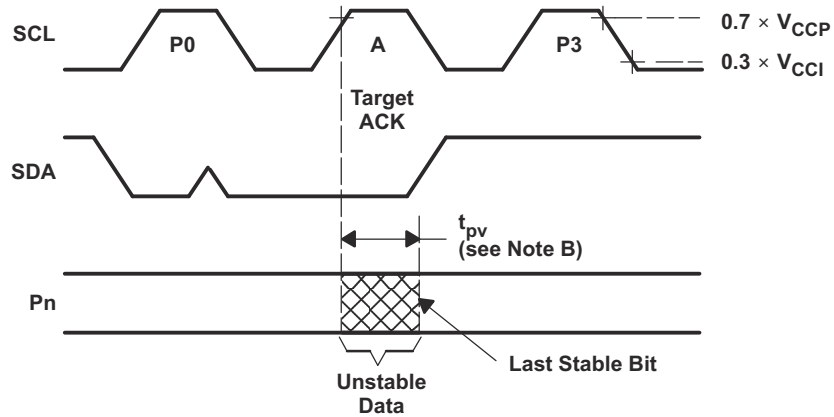 SCL
P0
A
P3
0.7 × VCCP
0.3 × VCCI
Target
ACK
SDA
tpv
(see Note B)
Pn
Last Stable Bit
Unstable
Data